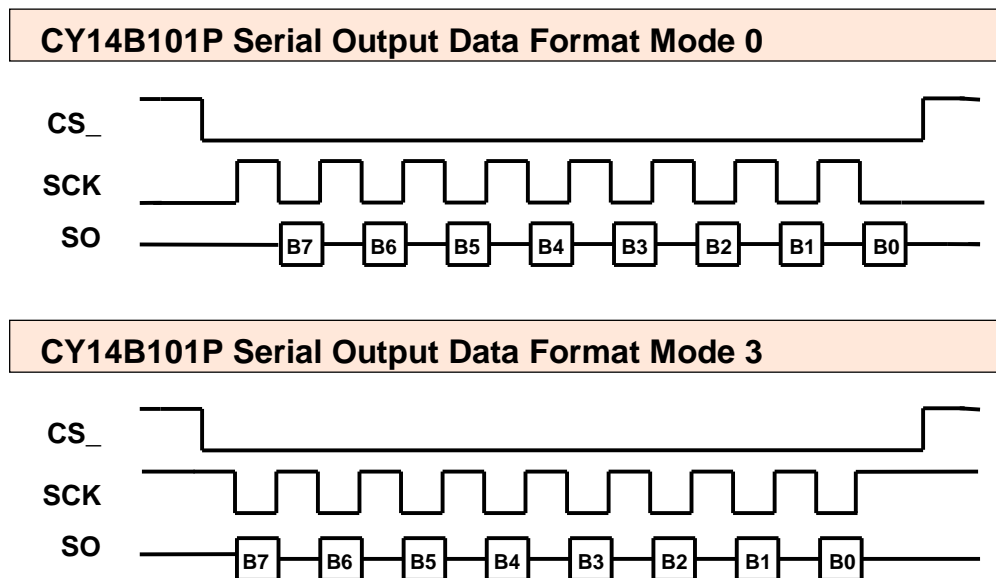 CY14B101P Serial Output Data Format Mode 0
CS_
SCK
SO
B7 B6 B5 B4 B3 B2 B1 B0
CY14B101P Serial Output Data Format Mode 3
CS_
SCK
SO
B7 B6 B5 B4 B3 B2 B1 B0